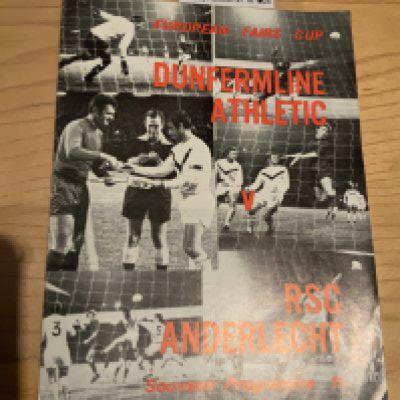 EUROPEAN FAIRS CUP
DUNFERMLINE
ATHLETIC
V
RSC
ANDERLECHT
Souvenir Programme